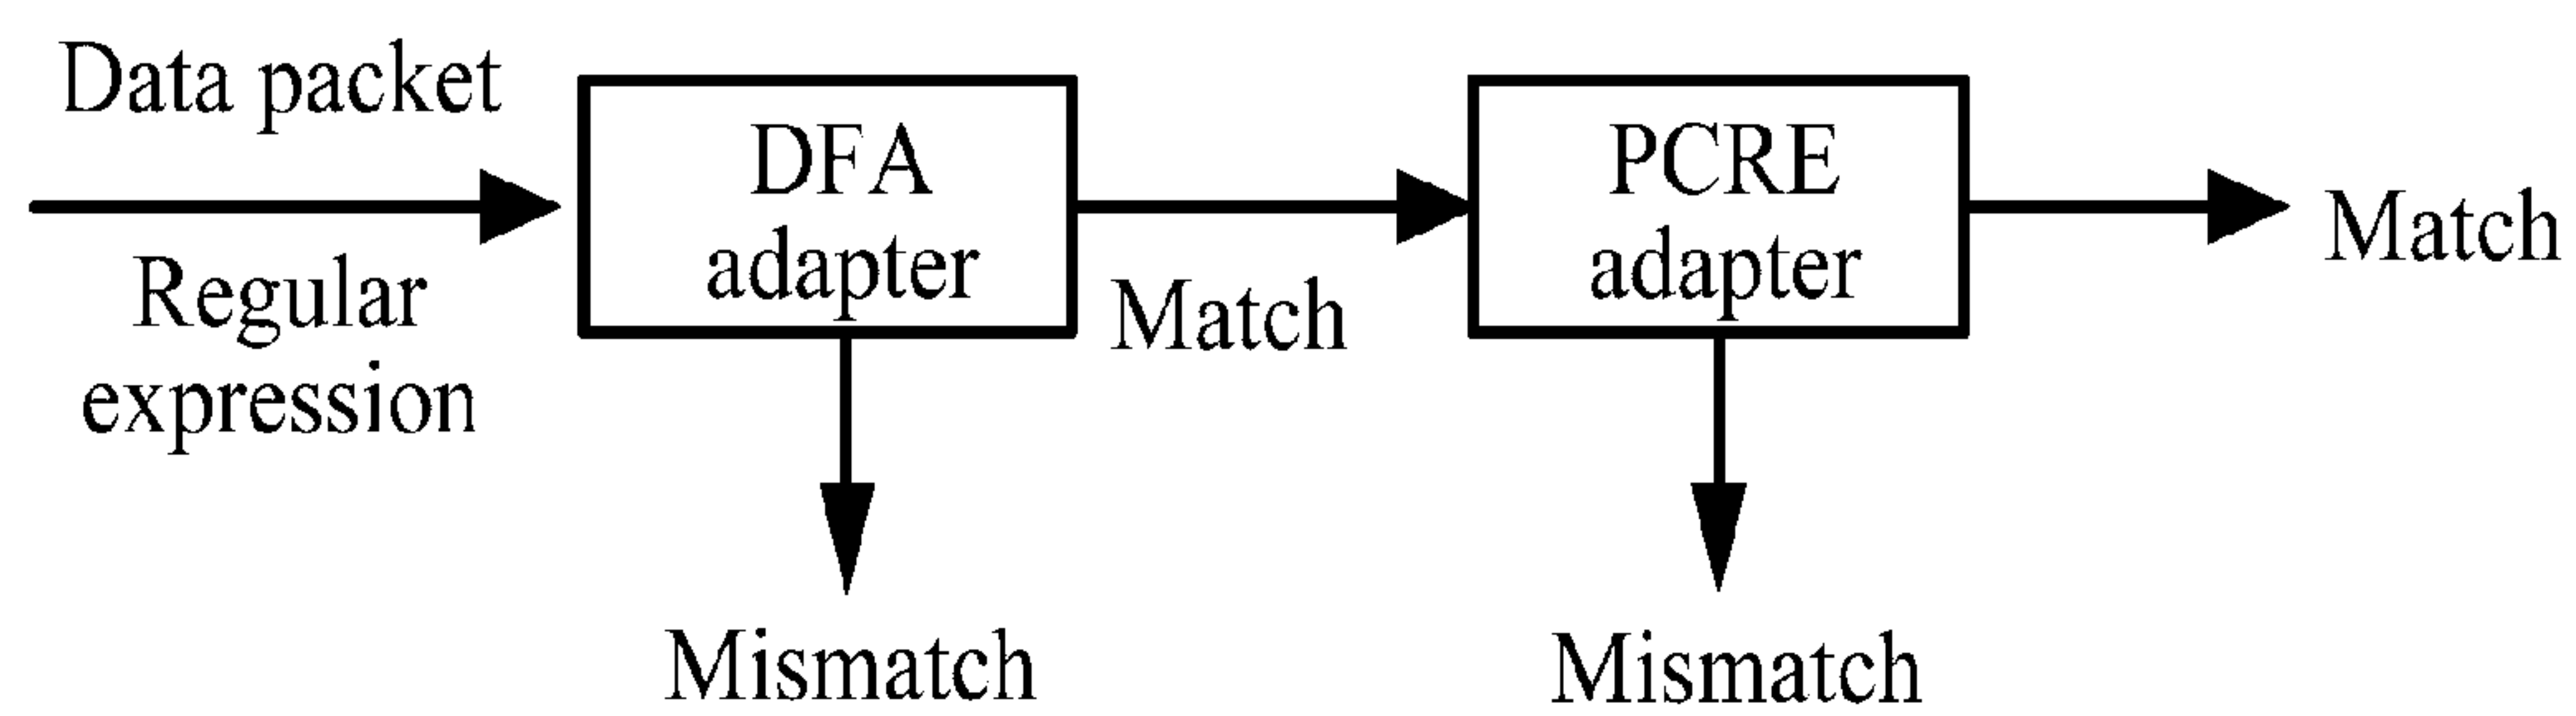 Data packet
Regular
expression
DFA
adapter
Match
Mismatch
PCRE
adapter
Match
Mismatch